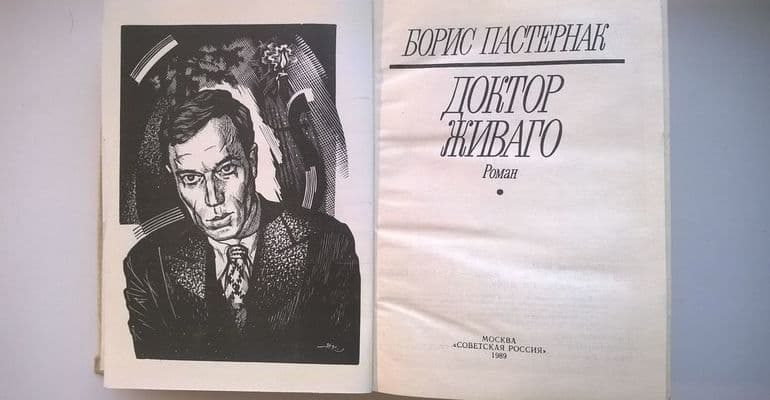 БОРИС ПАСТЕРНАК
ДОКТОР
ЖИВАГО
Роман
МОСКВА
«СОВЕТСКАЯ РОССИЯ»
1989